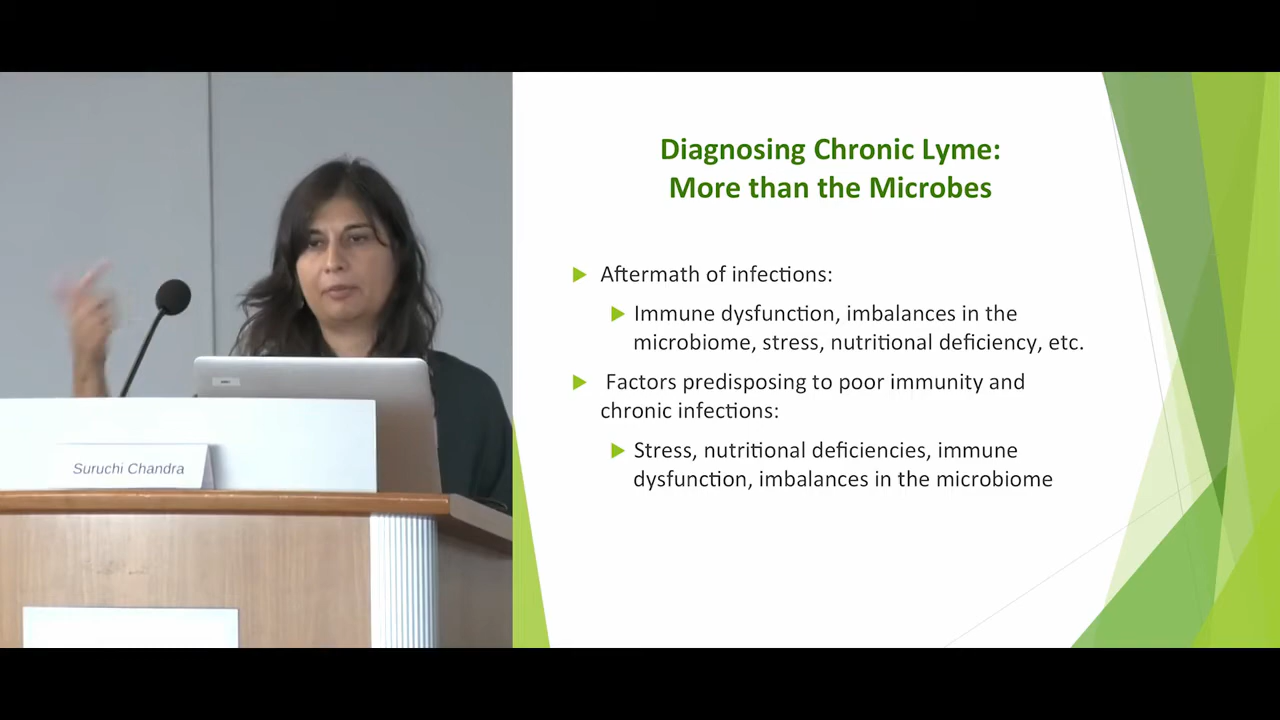 Diagnosing Chronic Lyme:
More than the Microbes
Aftermath of infections:
Immune dysfunction, imbalances in the
microbiome, stress, nutritional deficiency, etc.
Factors predisposing to poor immunity and
chronic infections:
Stress, nutritional deficiencies, immune
dysfunction, imbalances in the microbiome
Suruchi Chandra